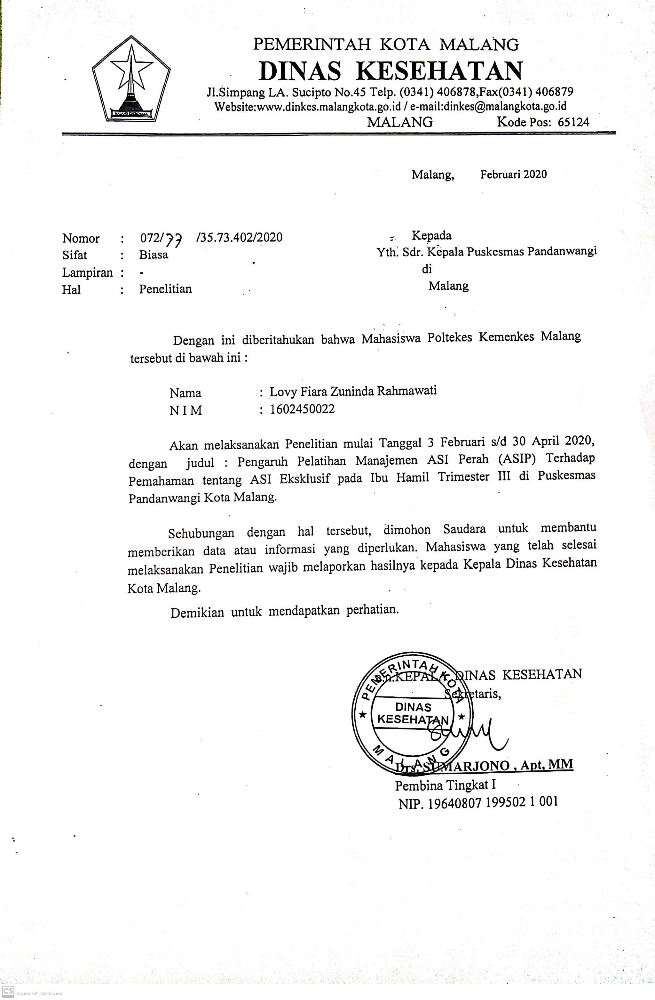 PEMERINTAH KOTA MALANG
DINAS KESEHATAN
Jl.Simpang LA. Sucipto No.45 Telp. (0341) 406878,Fax(0341) 406879
Website:www.dinkes.malangkota.go.id / e-mail:dinkes@malangkota.go.id
MALANG Kode Pos: 65124
Malang, Februari 2020
Nomor : 072/77 /35.73.402/2020
Sifat : Biasa
Lampiran : -
Hal : Penelitian
Kepada
Yth. Sdr. Kepala Puskesmas Pandanwangi
di
Malang
Dengan ini diberitahukan bahwa Mahasiswa Poltekes Kemenkes Malang
tersebut di bawah ini :
Nama : Lovy Fiara Zuninda Rahmawati
N I M : 1602450022
Akan melaksanakan Penelitian mulai Tanggal 3 Februari s/d 30 April 2020,
dengan judul : Pengaruh Pelatihan Manajemen ASI Perah (ASIP) Terhadap
Pemahaman tentang ASI Eksklusif pada Ibu Hamil Trimester III di Puskesmas
Pandanwangi Kota Malang.
Sehubungan dengan hal tersebut, dimohon Saudara untuk membantu
memberikan data atau informasi yang diperlukan. Mahasiswa yang telah selesai
melaksanakan Penelitian wajib melaporkan hasilnya kepada Kepala Dinas Kesehatan
Kota Malang.
Demikian untuk mendapatkan perhatian.
a.n.KEPALA DINAS KESEHATAN
Sekretaris,
PEMERINTAH KOTA
DINAS
KESEHATAN
MALANG
Drs. SUMARJONO , Apt, MM
Pembina Tingkat I
NIP. 19640807 199502 1 001
CS Scanned with CamScanner